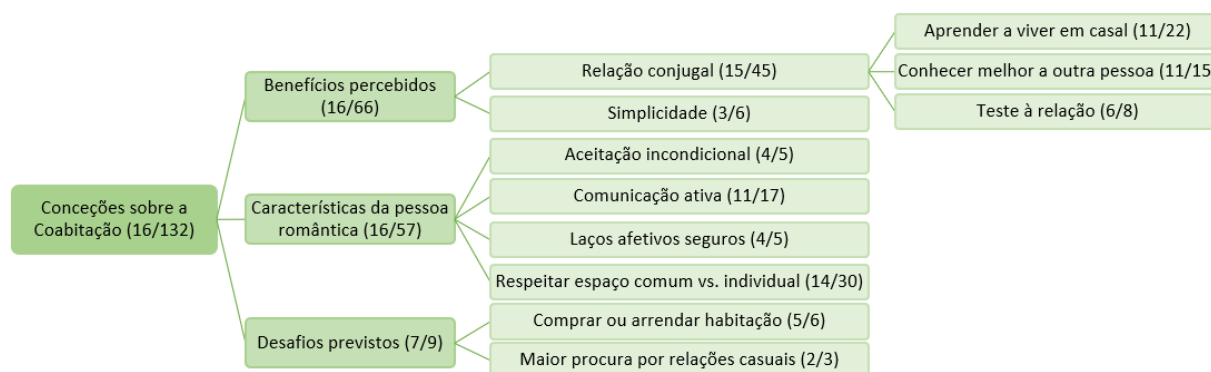 Conceções sobre a
Coabitação (16/132)
Benefícios percebidos
(16/66)
Relação conjugal (15/45)
Aprender a viver em casal (11/22)
Conhecer melhor a outra pessoa (11/15
Teste à relação (6/8)
Simplicidade (3/6)
Características da pessoa
romântica (16/57)
Aceitação incondicional (4/5)
Comunicação ativa (11/17)
Laços afetivos seguros (4/5)
Respeitar espaço comum vs. individual (14/30)
Desafios previstos (7/9)
Comprar ou arrendar habitação (5/6)
Maior procura por relações casuais (2/3)